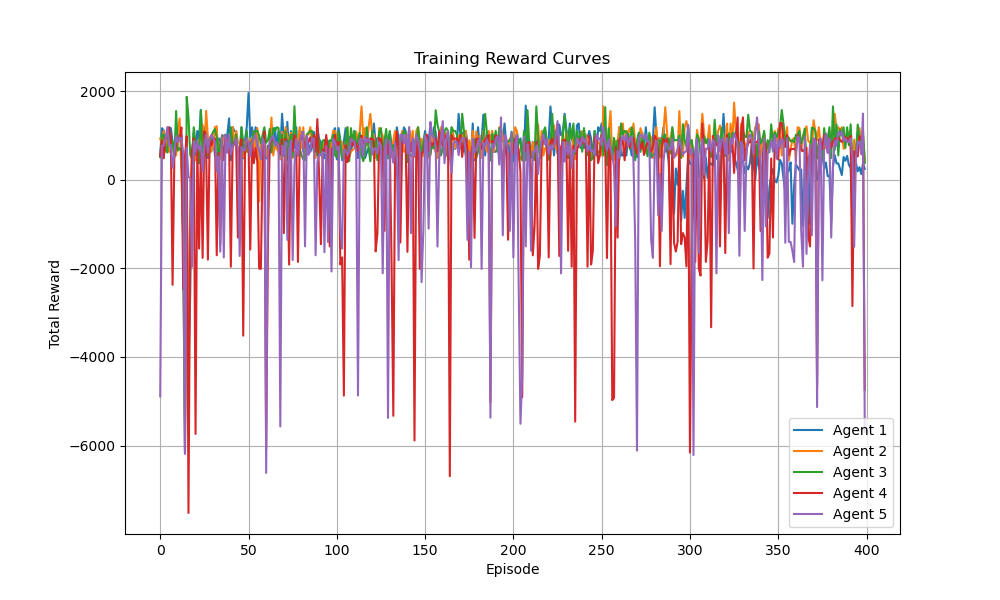 Training Reward Curves
Total Reward
2000
0
−2000
−4000
−6000
0 50 100 150 200 250 300 350 400
Episode
Agent 1
Agent 2
Agent 3
Agent 4
Agent 5